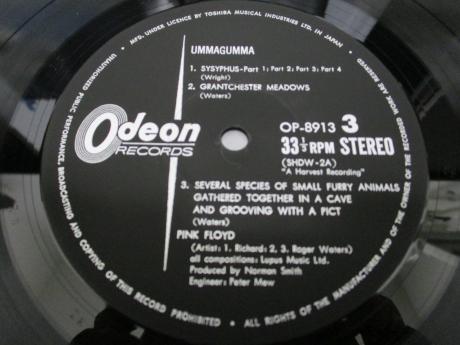 • MFG. UNDER LICENCE BY TOSHIBA MUSICAL INDUSTRIES LTD. IN JAPAN •
UNAUTHORIZED PUBLIC PERFORMANCE, BROADCASTING AND COPYING OF THIS RECORD PROHIBITED • ALL RIGHTS OF THE MANUFACTURER AND OF THE OWNER OF THE RECORDED WORK ARE RESERVED
UMMAGUMMA
1. SYSYPHUS-Part 1; Part 2; Part 3; Part 4
(Wright)
2. GRANTCHESTER MEADOWS
(Waters)
Odeon
RECORDS
OP-8913 3
33⅓RPM STEREO
(SHDW-2A)
"A Harvest Recording"
3. SEVERAL SPECIES OF SMALL FURRY ANIMALS
GATHERED TOGETHER IN A CAVE
AND GROOVING WITH A PICT
(Waters)
PINK FLOYD
(Artist: 1. Richard: 2, 3. Roger Waters)
all compositions: Lupus Music Ltd.
Produced by Norman Smith
Engineer: Peter Mew